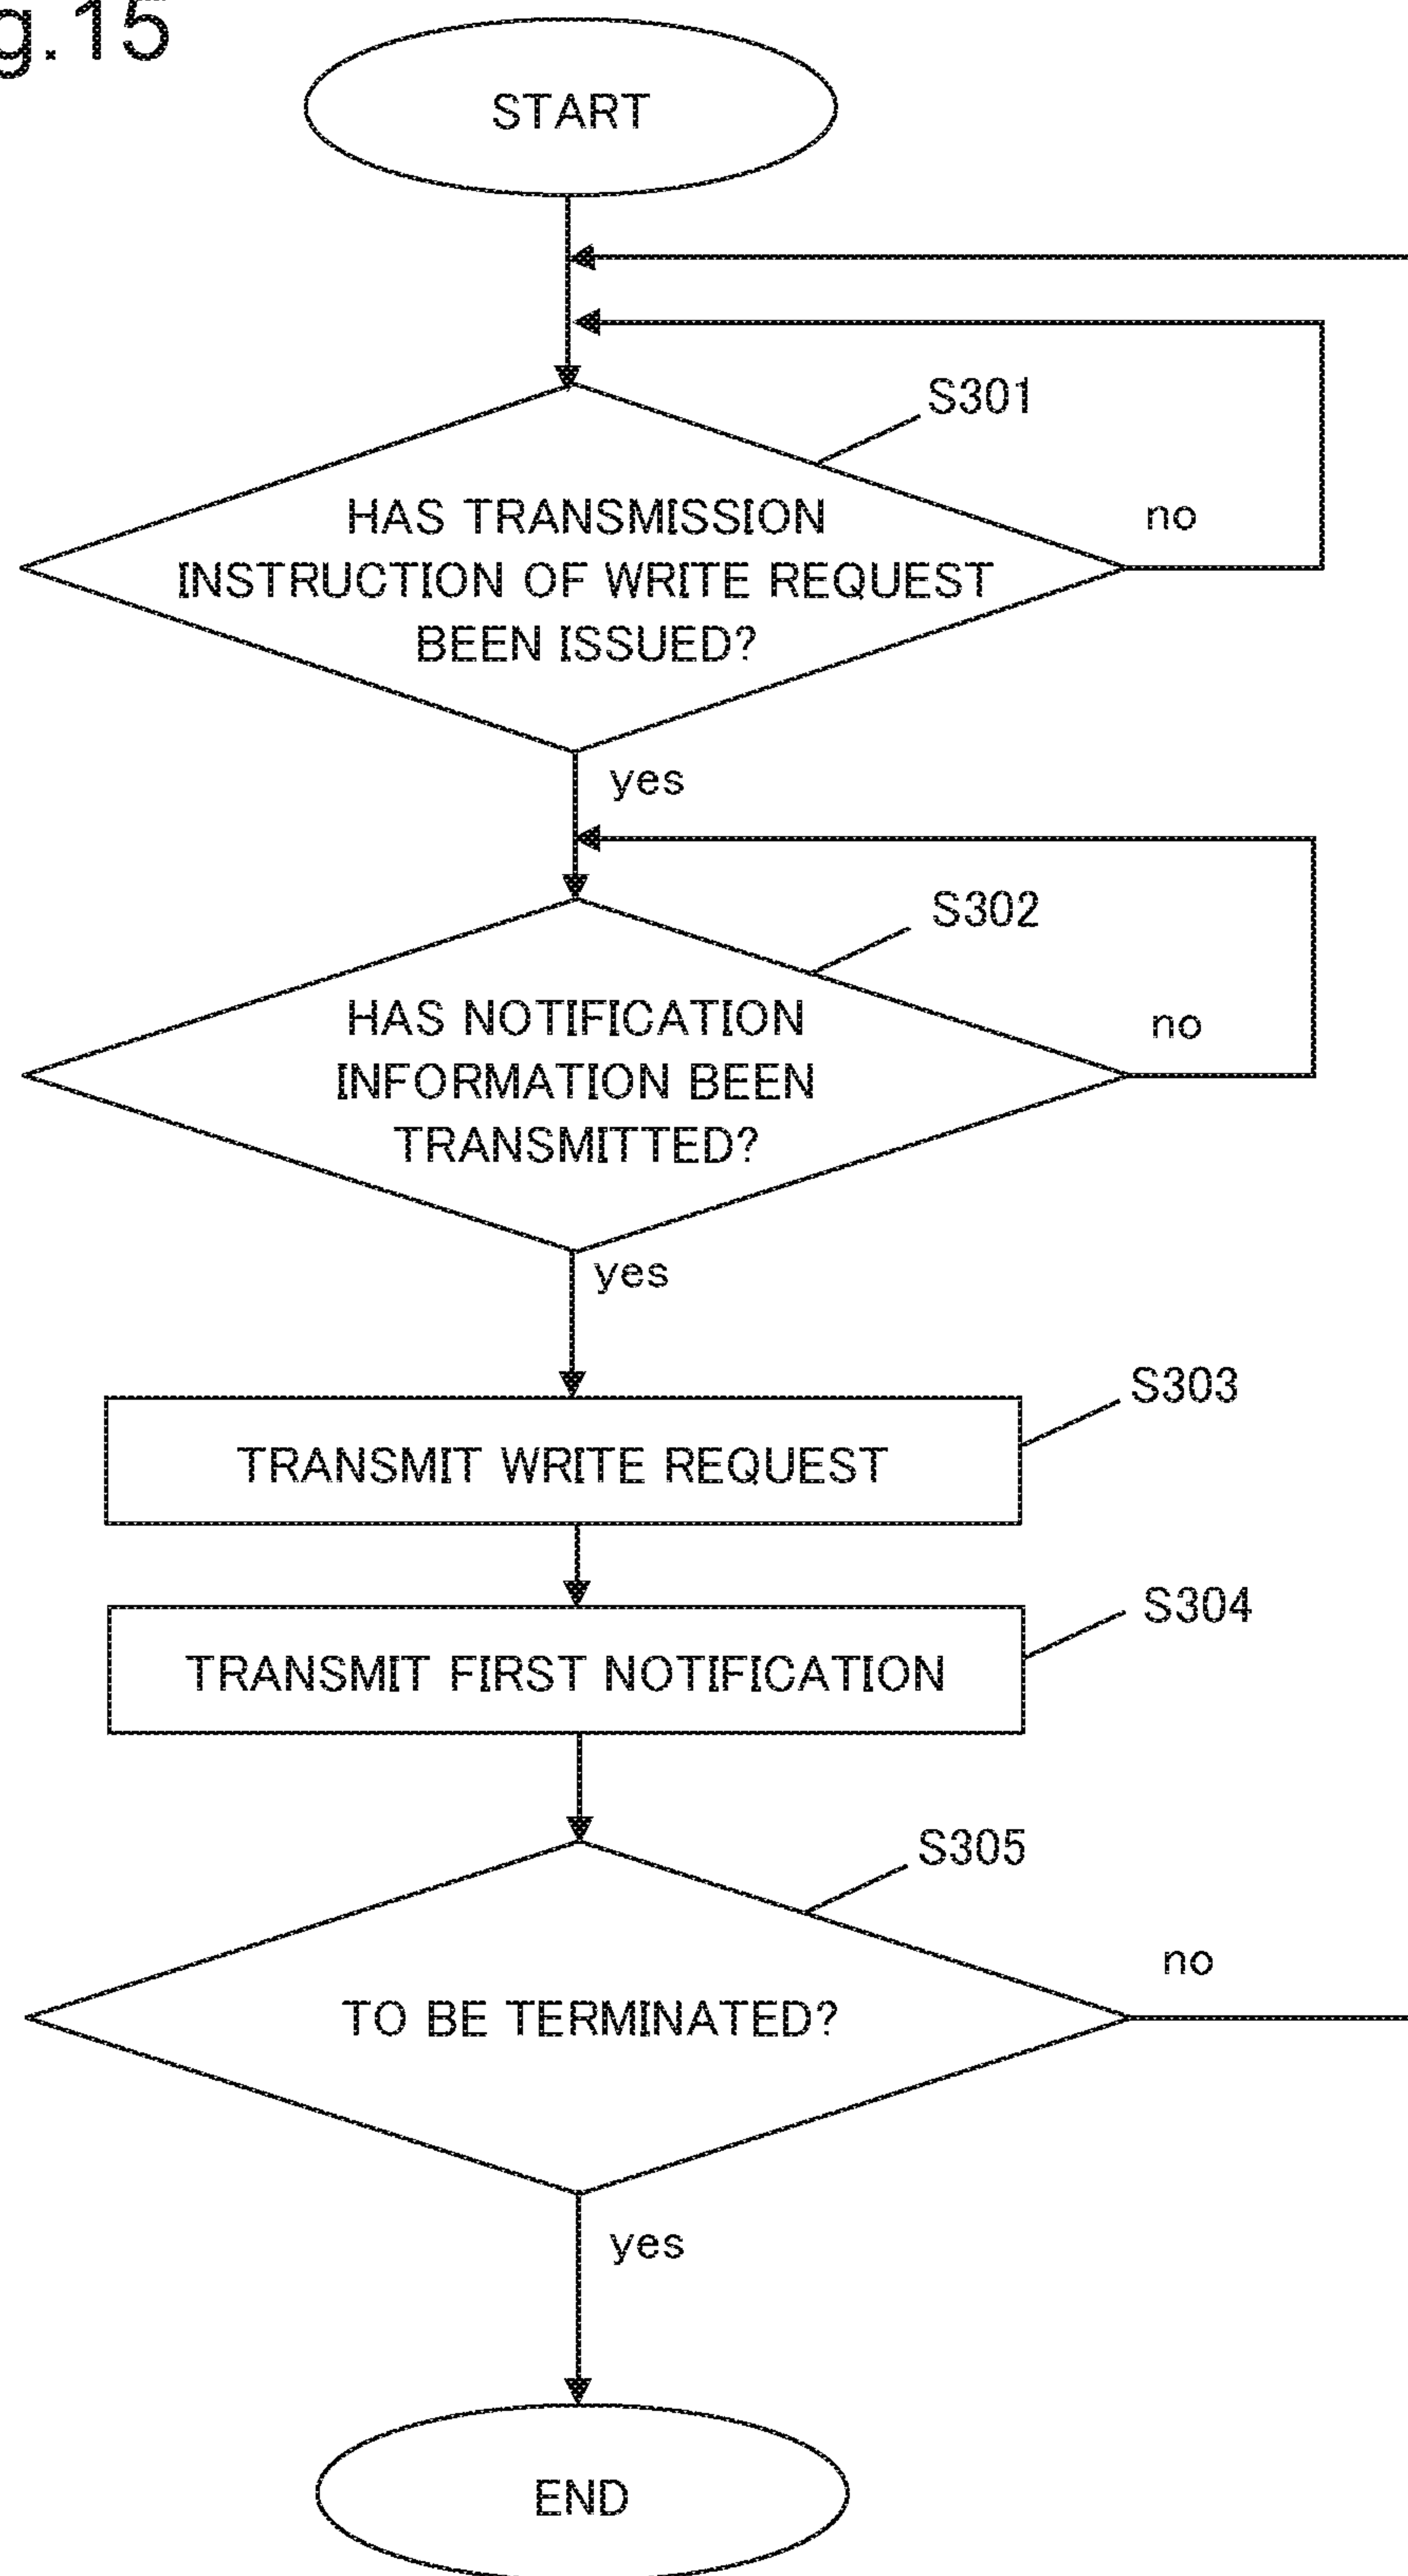 g.15
START
S301
HAS TRANSMISSION
INSTRUCTION OF WRITE REQUEST
BEEN ISSUED?
no
yes
S302
HAS NOTIFICATION
INFORMATION BEEN
TRANSMITTED?
no
yes
S303
TRANSMIT WRITE REQUEST
S304
TRANSMIT FIRST NOTIFICATION
S305
TO BE TERMINATED?
no
yes
END